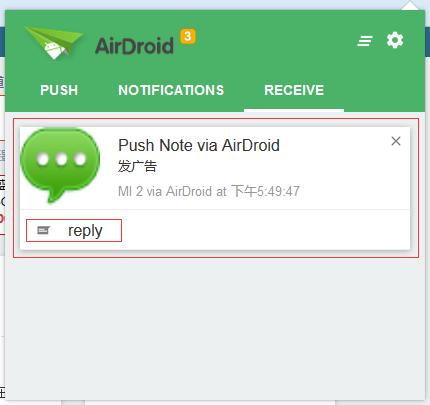 AirDroid 3
PUSH NOTIFICATIONS RECEIVE
Push Note via AirDroid
发广告
MI 2 via AirDroid at 下午5:49:47
reply